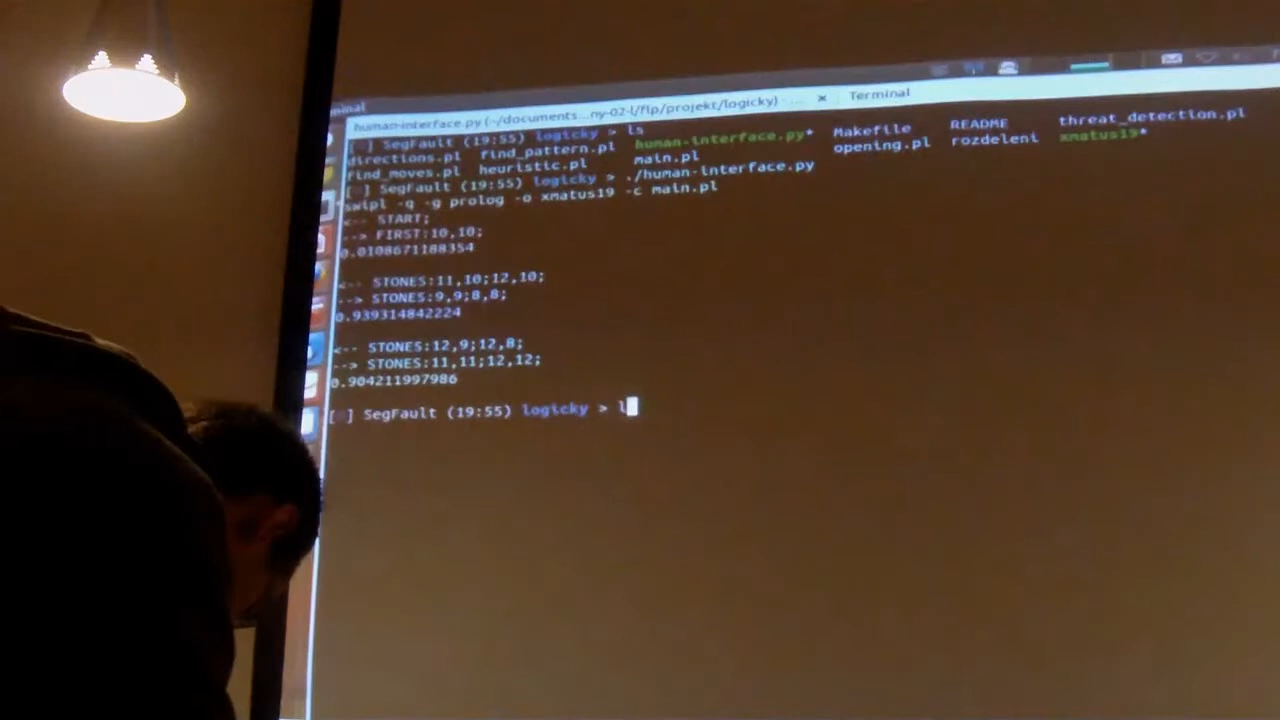 minal
human-interface.py (~/documents...ny-02-l/flp/projekt/logicky) - ... × Terminal
[ ] SegFault (19:55) logicky > ls
directions.pl find_pattern.pl human-interface.py* Makefile README threat_detection.pl
find_moves.pl heuristic.pl main.pl opening.pl rozdeleni xmatus19*
[ ] SegFault (19:55) logicky > ./human-interface.py
swipl -q -g prolog -o xmatus19 -c main.pl
<-- START;
--> FIRST:10,10;
0.0108671188354
<-- STONES:11,10;12,10;
--> STONES:9,9;8,8;
0.939314842224
<-- STONES:12,9;12,8;
--> STONES:11,11;12,12;
0.904211997986
[ ] SegFault (19:55) logicky > l